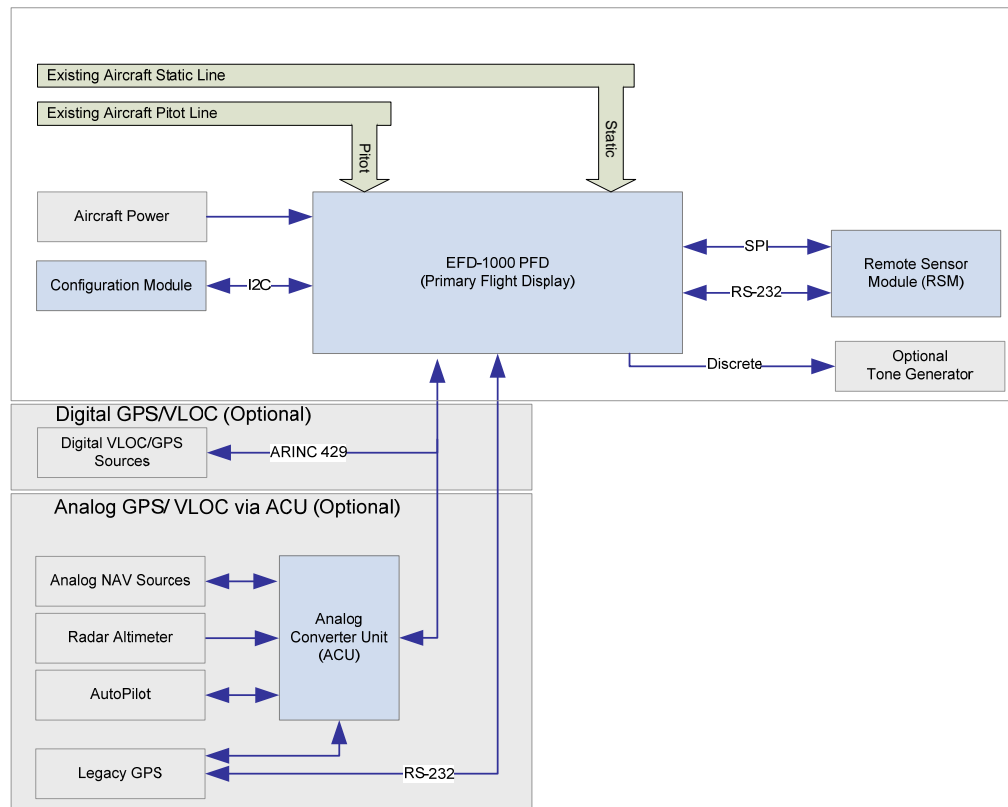 Existing Aircraft Static Line
Existing Aircraft Pitot Line
Pitot
Static
Aircraft Power
Configuration Module
I2C
EFD-1000 PFD
(Primary Flight Display)
SPI
RS-232
Remote Sensor
Module (RSM)
Discrete
Optional
Tone Generator
Digital GPS/VLOC (Optional)
Digital VLOC/GPS
Sources
ARINC 429
Analog GPS/ VLOC via ACU (Optional)
Analog NAV Sources
Radar Altimeter
AutoPilot
Legacy GPS
Analog
Converter Unit
(ACU)
RS-232